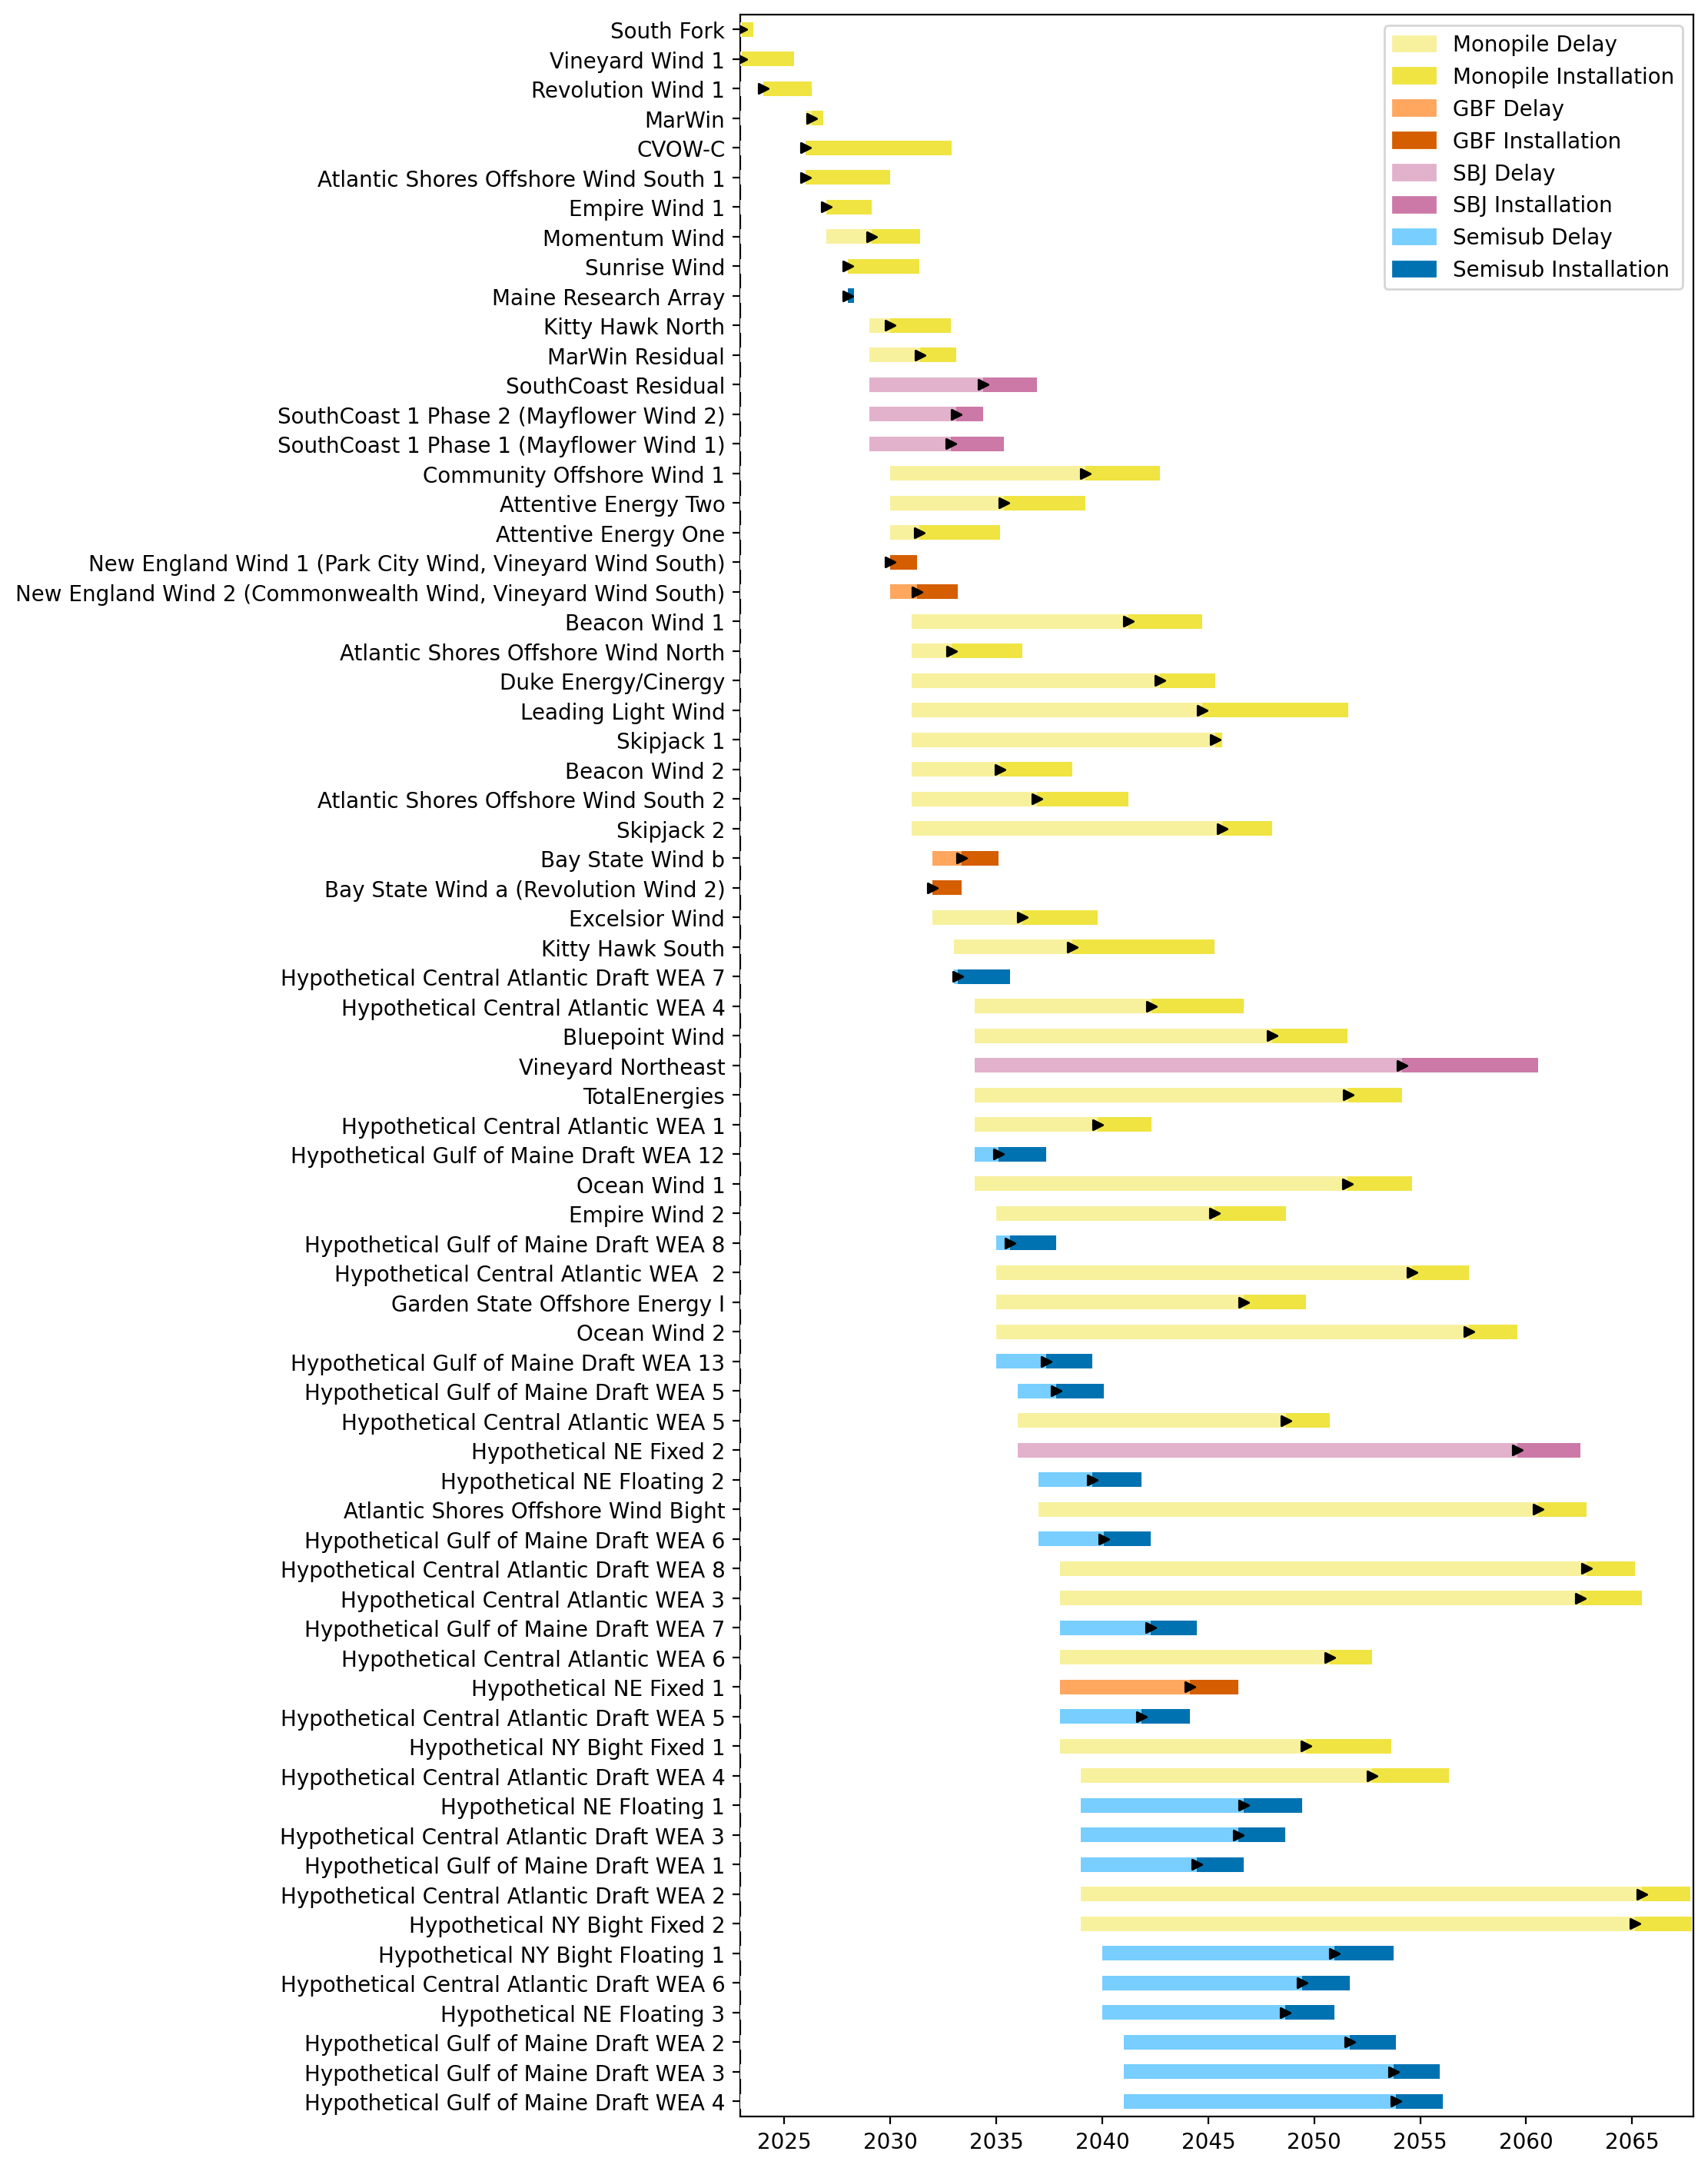 South Fork
Vineyard Wind 1
Revolution Wind 1
MarWin
CVOW-C
Atlantic Shores Offshore Wind South 1
Empire Wind 1
Momentum Wind
Sunrise Wind
Maine Research Array
Kitty Hawk North
MarWin Residual
SouthCoast Residual
SouthCoast 1 Phase 2 (Mayflower Wind 2)
SouthCoast 1 Phase 1 (Mayflower Wind 1)
Community Offshore Wind 1
Attentive Energy Two
Attentive Energy One
New England Wind 1 (Park City Wind, Vineyard Wind South)
New England Wind 2 (Commonwealth Wind, Vineyard Wind South)
Beacon Wind 1
Atlantic Shores Offshore Wind North
Duke Energy/Cinergy
Leading Light Wind
Skipjack 1
Beacon Wind 2
Atlantic Shores Offshore Wind South 2
Skipjack 2
Bay State Wind b
Bay State Wind a (Revolution Wind 2)
Excelsior Wind
Kitty Hawk South
Hypothetical Central Atlantic Draft WEA 7
Hypothetical Central Atlantic WEA 4
Bluepoint Wind
Vineyard Northeast
TotalEnergies
Hypothetical Central Atlantic WEA 1
Hypothetical Gulf of Maine Draft WEA 12
Ocean Wind 1
Empire Wind 2
Hypothetical Gulf of Maine Draft WEA 8
Hypothetical Central Atlantic WEA  2
Garden State Offshore Energy I
Ocean Wind 2
Hypothetical Gulf of Maine Draft WEA 13
Hypothetical Gulf of Maine Draft WEA 5
Hypothetical Central Atlantic WEA 5
Hypothetical NE Fixed 2
Hypothetical NE Floating 2
Atlantic Shores Offshore Wind Bight
Hypothetical Gulf of Maine Draft WEA 6
Hypothetical Central Atlantic Draft WEA 8
Hypothetical Central Atlantic WEA 3
Hypothetical Gulf of Maine Draft WEA 7
Hypothetical Central Atlantic WEA 6
Hypothetical NE Fixed 1
Hypothetical Central Atlantic Draft WEA 5
Hypothetical NY Bight Fixed 1
Hypothetical Central Atlantic Draft WEA 4
Hypothetical NE Floating 1
Hypothetical Central Atlantic Draft WEA 3
Hypothetical Gulf of Maine Draft WEA 1
Hypothetical Central Atlantic Draft WEA 2
Hypothetical NY Bight Fixed 2
Hypothetical NY Bight Floating 1
Hypothetical Central Atlantic Draft WEA 6
Hypothetical NE Floating 3
Hypothetical Gulf of Maine Draft WEA 2
Hypothetical Gulf of Maine Draft WEA 3
Hypothetical Gulf of Maine Draft WEA 4
Monopile Delay
Monopile Installation
GBF Delay
GBF Installation
SBJ Delay
SBJ Installation
Semisub Delay
Semisub Installation
2025 2030 2035 2040 2045 2050 2055 2060 2065